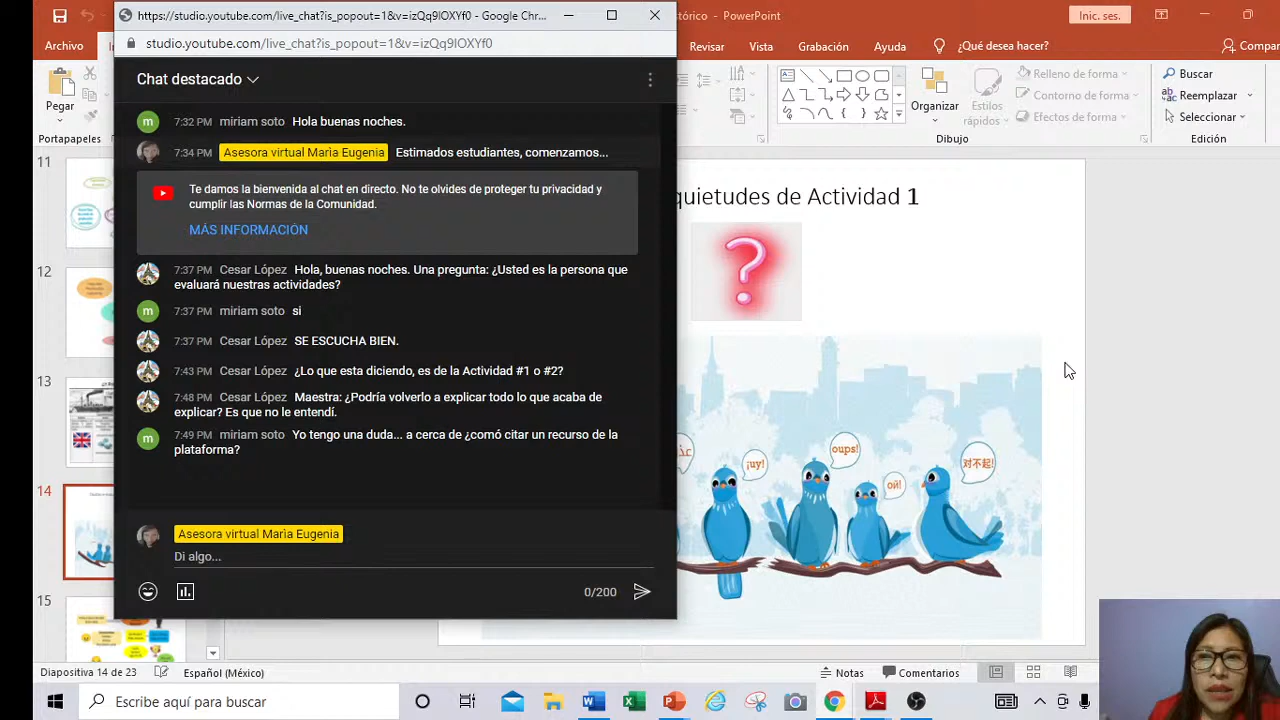 https://studio.youtube.com/live_chat?is_popout=1&v=izQq9IOXYf0 - Google Chr...
studio.youtube.com/live_chat?is_popout=1&v=izQq9IOXYf0
Chat destacado
7:32 PM miriam soto Hola buenas noches.
7:34 PM Asesora virtual Maria Eugenia Estimados estudiantes, comenzamos...
Te damos la bienvenida al chat en directo. No te olvides de proteger tu privacidad y
cumplir las Normas de la Comunidad.
MÁS INFORMACIÓN
7:37 PM Cesar López Hola, buenas noches. Una pregunta: ¿Usted es la persona que
evaluará nuestras actividades?
7:37 PM miriam soto si
7:37 PM Cesar López SE ESCUCHA BIEN.
7:43 PM Cesar López ¿Lo que esta diciendo, es de la Actividad #1 o #2?
7:48 PM Cesar López Maestra: ¿Podría volverlo a explicar todo lo que acaba de
explicar? Es que no le entendí.
7:49 PM miriam soto Yo tengo una duda... a cerca de ¿comó citar un recurso de la
plataforma?
Asesora virtual Maria Eugenia
Di algo...
0/200
stórico - PowerPoint
Inic. ses.
Archivo
Revisar
Vista
Grabación
Ayuda
¿Qué desea hacer?
Compar
Pegar
Portapapeles
Organizar
Estilos
rápidos
Relleno de forma
Contorno de forma
Efectos de forma
Dibujo
Buscar
Reemplazar
Seleccionar
Edición
11
12
13
14
15
quietudes de Actividad 1
?
¡uy!
oups!
ой!
对不起!
Diapositiva 14 de 23
Español (México)
Notas
Comentarios
Escribe aquí para buscar